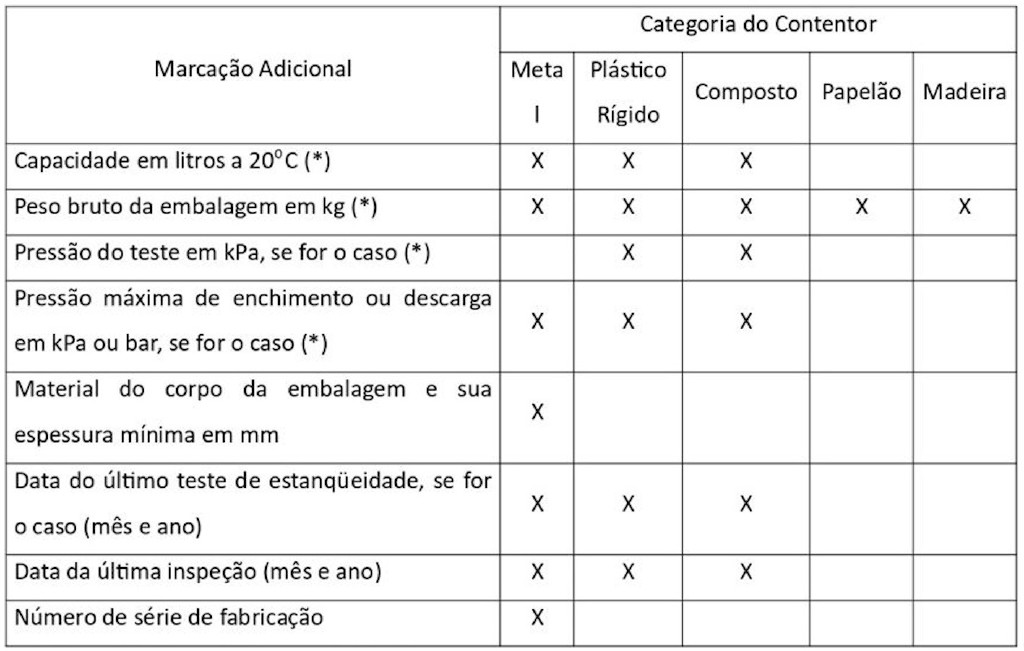 Marcação Adicional
Categoria do Contentor
Meta
l
Plástico
Rígido
Composto
Papelão
Madeira
Capacidade em litros a 20⁰C (*) X X X
Peso bruto da embalagem em kg (*) X X X X X
Pressão do teste em kPa, se for o caso (*) X X
Pressão máxima de enchimento ou descarga
em kPa ou bar, se for o caso (*)
X X X
Material do corpo da embalagem e sua
espessura mínima em mm
X
Data do último teste de estanqüeidade, se for
o caso (mês e ano)
X X X
Data da última inspeção (mês e ano) X X X
Número de série de fabricação X